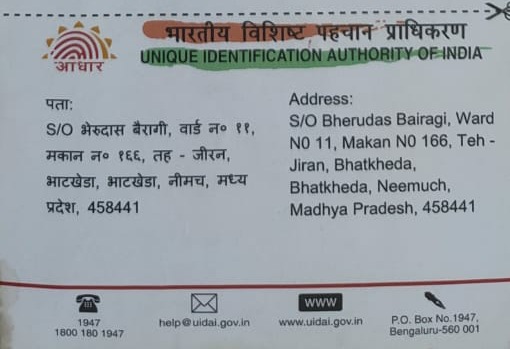 भारतीय विशिष्ट पहचान प्राधिकरण
UNIQUE IDENTIFICATION AUTHORITY OF INDIA
आधार
पता:
S/O भेरुदास बैरागी, वार्ड न० ११,
मकान न० १६६, तह - जीरन,
भाटखेडा, भाटखेडा, नीमच, मध्य
प्रदेश, 458441
Address:
S/O Bherudas Bairagi, Ward
N0 11, Makan N0 166, Teh -
Jiran, Bhatkheda,
Bhatkheda, Neemuch,
Madhya Pradesh, 458441
1947
1800 180 1947
help@uidai.gov.in
www
www.uidai.gov.in
P.O. Box No.1947,
Bengaluru-560 001